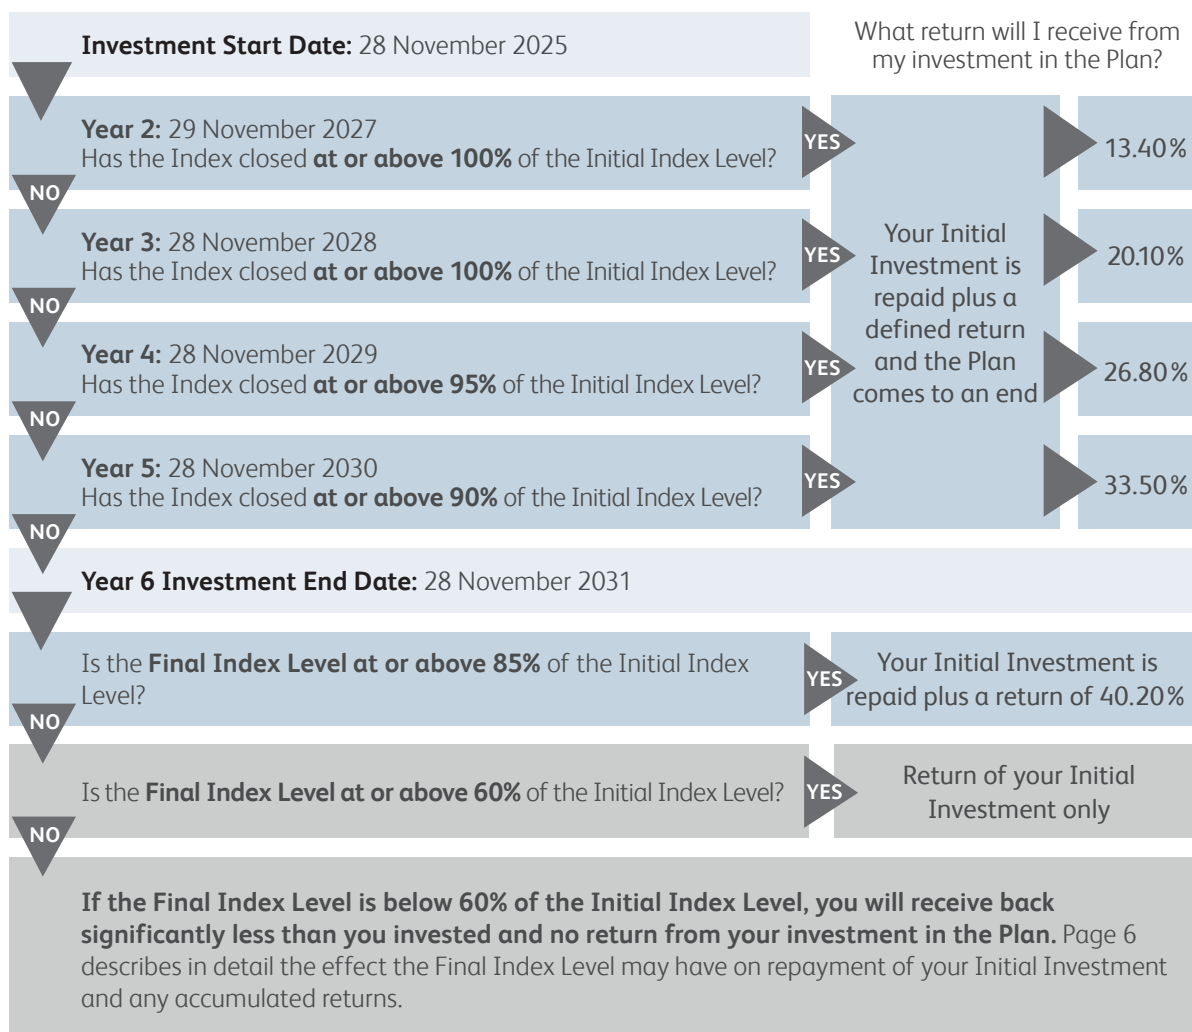 Investment Start Date: 28 November 2025
What return will I receive from
my investment in the Plan?
Year 2: 29 November 2027
Has the Index closed at or above 100% of the Initial Index Level?
YES
13.40%
NO
Year 3: 28 November 2028
Has the Index closed at or above 100% of the Initial Index Level?
YES
20.10%
NO
Year 4: 28 November 2029
Has the Index closed at or above 95% of the Initial Index Level?
YES
26.80%
NO
Year 5: 28 November 2030
Has the Index closed at or above 90% of the Initial Index Level?
YES
33.50%
Your Initial
Investment is
repaid plus a
defined return
and the Plan
comes to an end
NO
Year 6 Investment End Date: 28 November 2031
Is the Final Index Level at or above 85% of the Initial Index
Level?
YES
Your Initial Investment is
repaid plus a return of 40.20%
NO
Is the Final Index Level at or above 60% of the Initial Index Level?
YES
Return of your Initial
Investment only
NO
If the Final Index Level is below 60% of the Initial Index Level, you will receive back
significantly less than you invested and no return from your investment in the Plan. Page 6
describes in detail the effect the Final Index Level may have on repayment of your Initial Investment
and any accumulated returns.